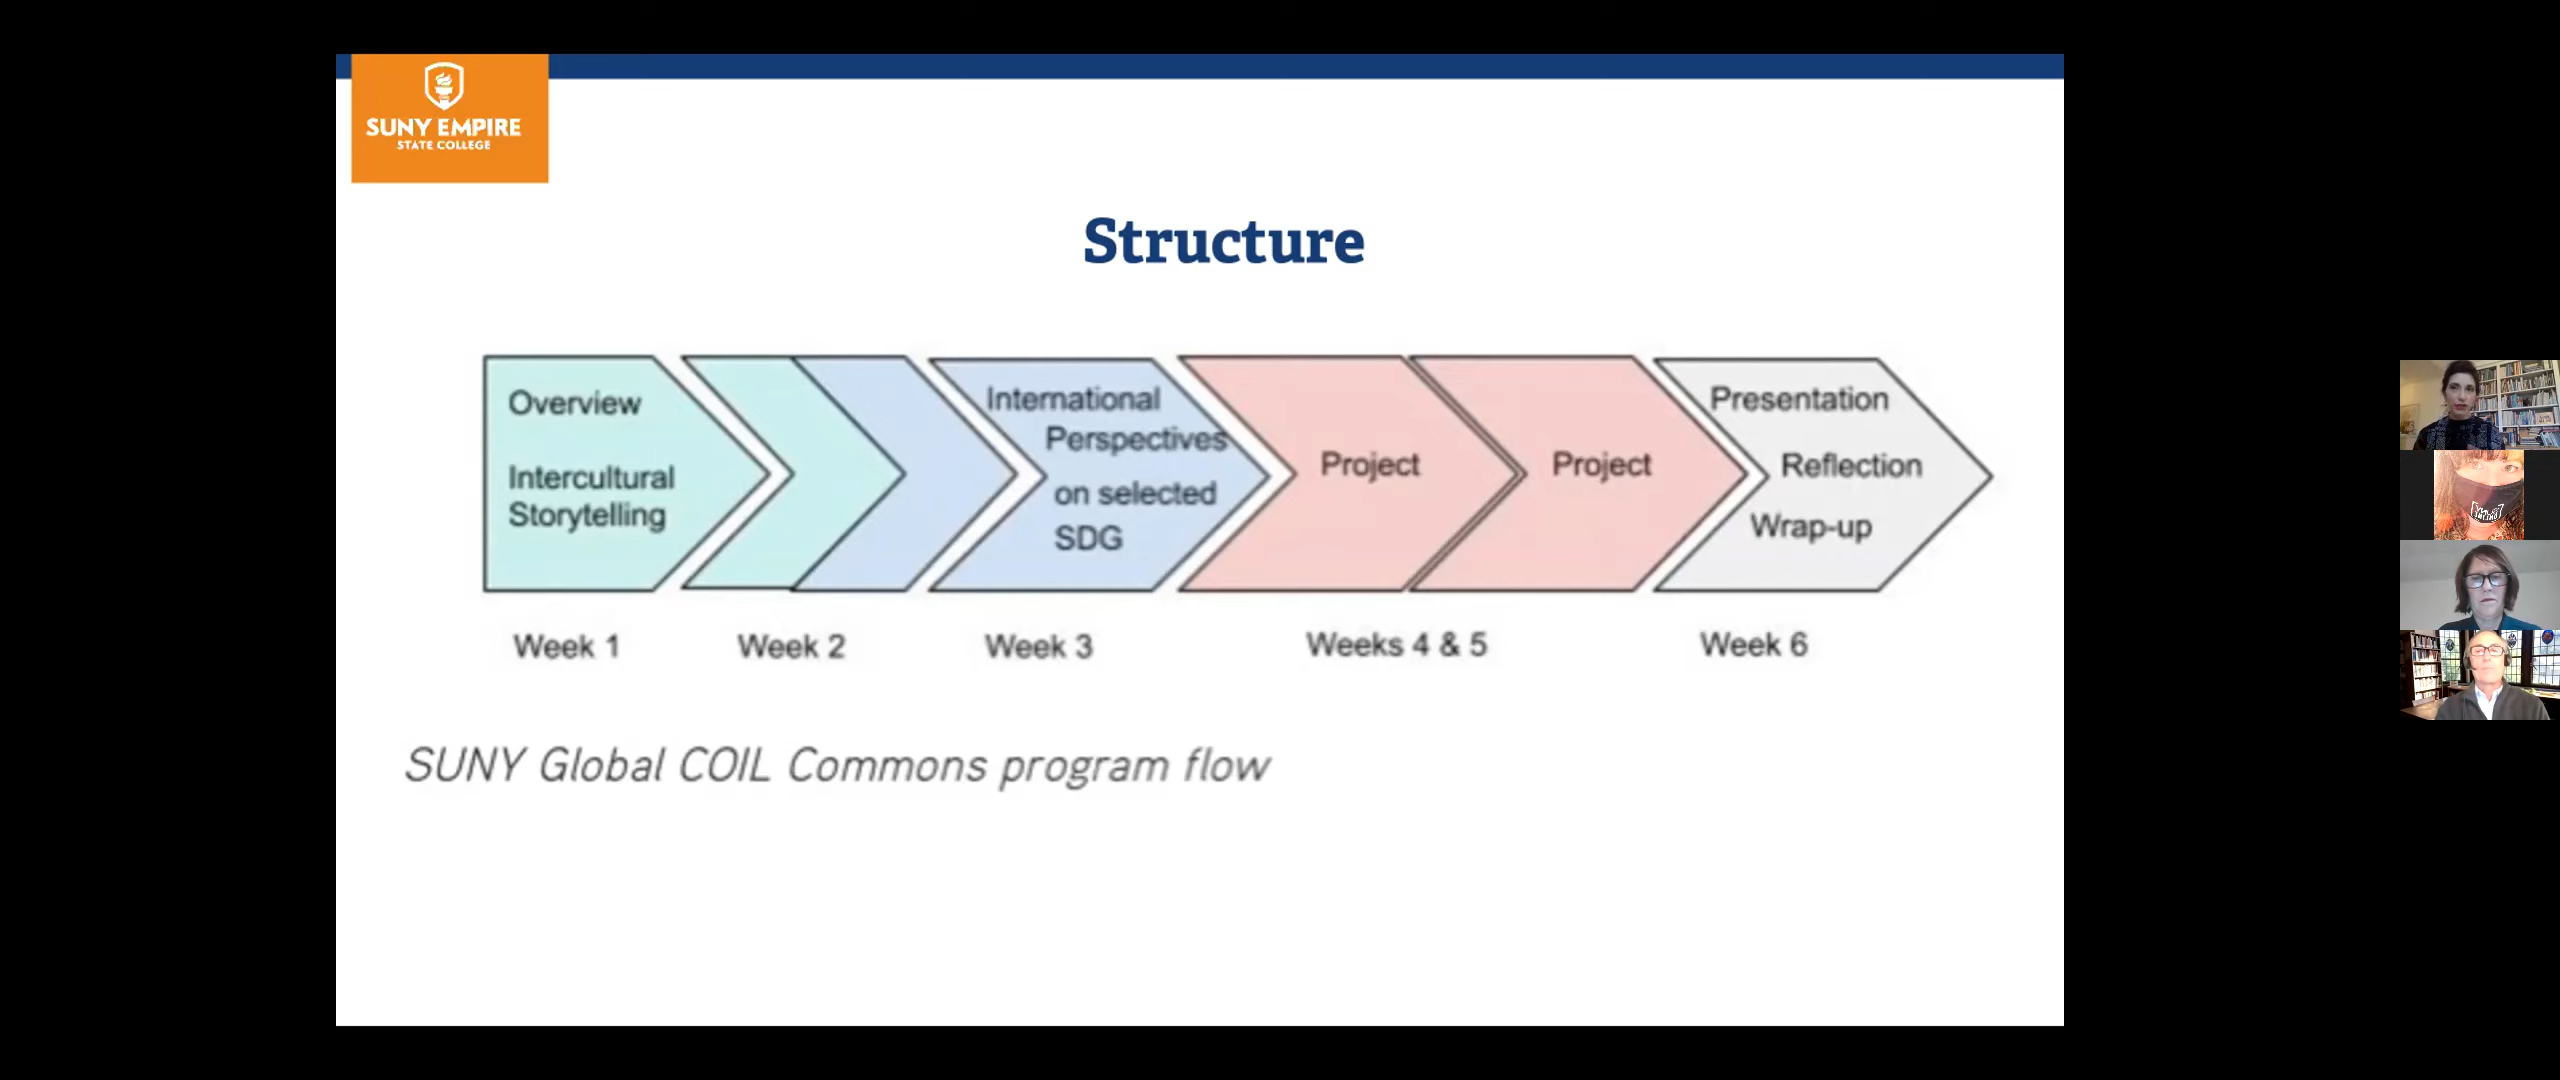 SUNY EMPIRE
STATE COLLEGE
Structure
Overview
Intercultural
Storytelling
International
Perspectives
on selected
SDG
Project
Project
Presentation
Reflection
Wrap-up
Week 1
Week 2
Week 3
Weeks 4 & 5
Week 6
SUNY Global COIL Commons program flow